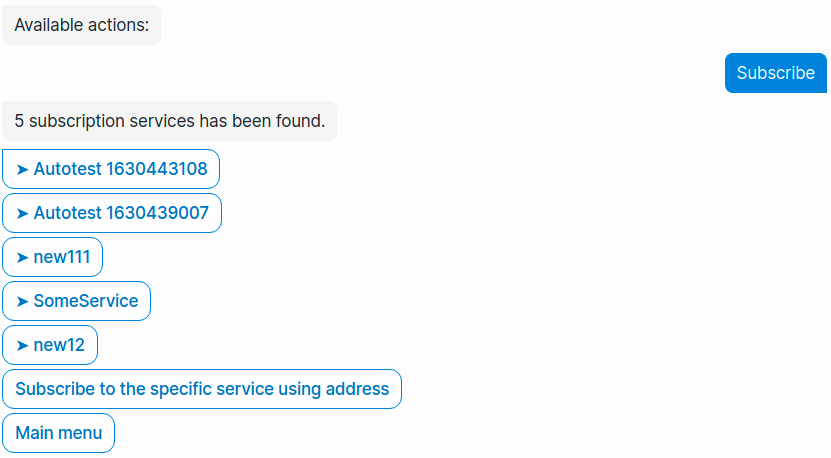 Available actions:
Subscribe
5 subscription services has been found.
➤ Autotest 1630443108
➤ Autotest 1630439007
➤ new111
➤ SomeService
➤ new12
Subscribe to the specific service using address
Main menu